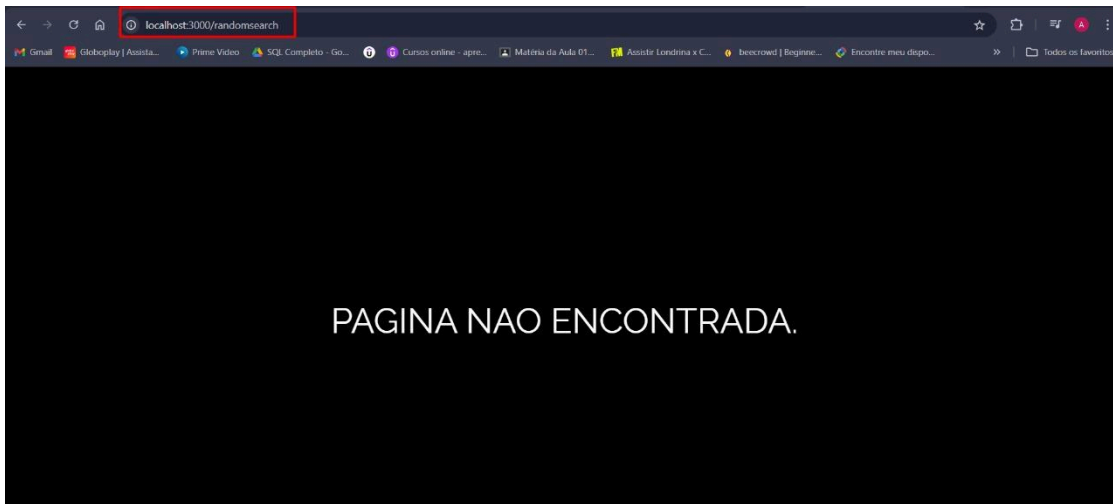 localhost:3000/randomsearch
A
Gmail
Globoplay | Assista...
Prime Video
SQL Completo - Go...
Cursos online - apre...
Matéria da Aula 01...
Assistir Londrina x C...
beecrowd | Beginne...
Encontre meu dispo...
»
Todos os favoritos
PAGINA NAO ENCONTRADA.